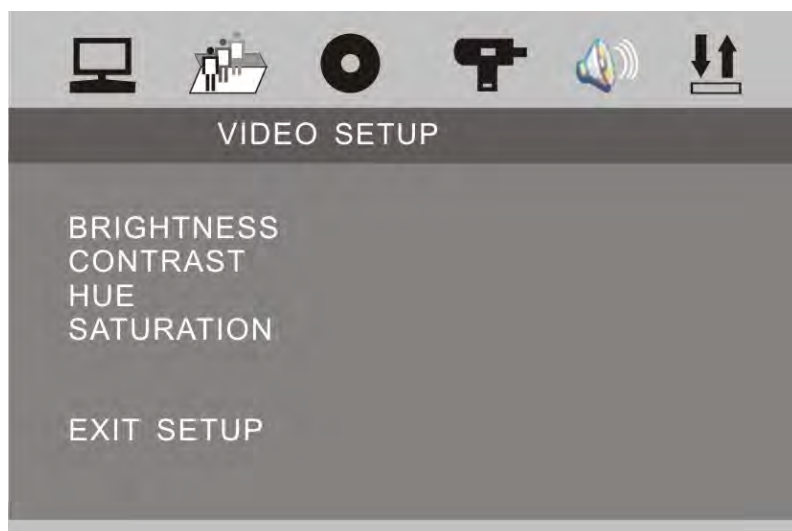 VIDEO SETUP
BRIGHTNESS
CONTRAST
HUE
SATURATION
EXIT SETUP